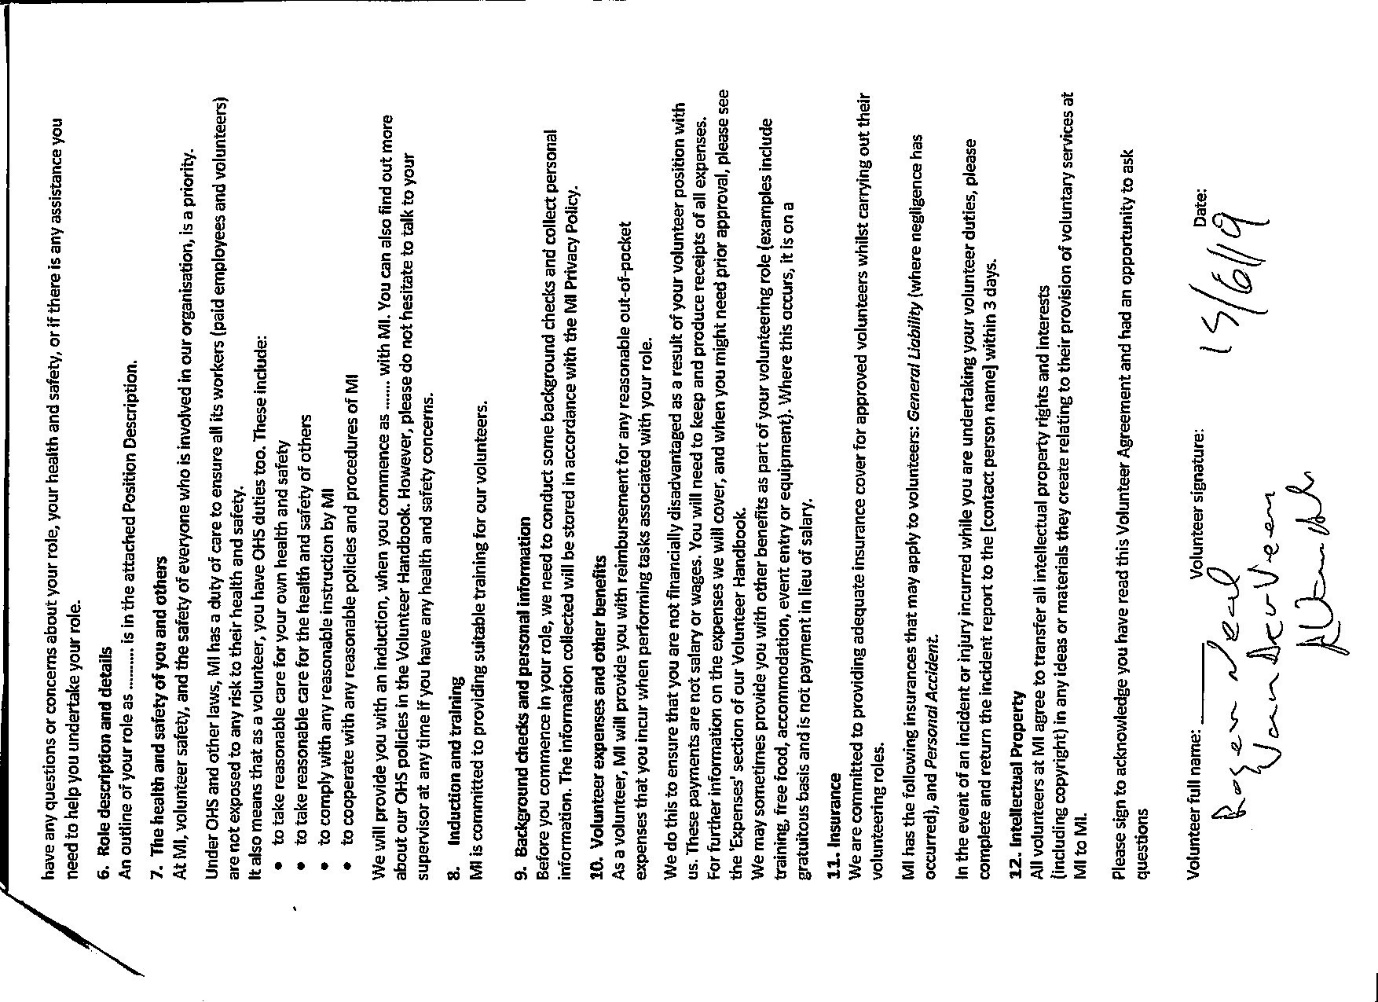 have any questions or concerns about your role, your health and safety, or if there is any assistance you
need to help you undertake your role.
6. Role description and details
An outline of your role as ........... is in the attached Position Description.
7. The health and safety of you and others
At MI, volunteer safety, and the safety of everyone who is involved in our organisation, is a priority.
Under OHS and other laws, MI has a duty of care to ensure all its workers (paid employees and volunteers)
are not exposed to any risk to their health and safety.
It also means that as a volunteer, you have OHS duties too. These include:
• to take reasonable care for your own health and safety
• to take reasonable care for the health and safety of others
• to comply with any reasonable instruction by MI
• to cooperate with any reasonable policies and procedures of MI
We will provide you with an induction, when you commence as ....... with MI. You can also find out more
about our OHS policies in the Volunteer Handbook. However, please do not hesitate to talk to your
supervisor at any time if you have any health and safety concerns.
8. Induction and training
MI is committed to providing suitable training for our volunteers.
9. Background checks and personal information
Before you commence in your role, we need to conduct some background checks and collect personal
information. The information collected will be stored in accordance with the MI Privacy Policy.
10. Volunteer expenses and other benefits
As a volunteer, MI will provide you with reimbursement for any reasonable out-of-pocket
expenses that you incur when performing tasks associated with your role.
We do this to ensure that you are not financially disadvantaged as a result of your volunteer position with
us. These payments are not salary or wages. You will need to keep and produce receipts of all expenses.
For further information on the expenses we will cover, and when you might need prior approval, please see
the 'Expenses' section of our Volunteer Handbook.
We may sometimes provide you with other benefits as part of your volunteering role (examples include
training, free food, accommodation, event entry or equipment). Where this occurs, it is on a
gratuitous basis and is not payment in lieu of salary.
11. Insurance
We are committed to providing adequate insurance cover for approved volunteers whilst carrying out their
volunteering roles.
MI has the following insurances that may apply to volunteers: General Liability (where negligence has
occurred), and Personal Accident.
In the event of an incident or injury incurred while you are undertaking your volunteer duties, please
complete and return the incident report to the [contact person name] within 3 days.
12. Intellectual Property
All volunteers at MI agree to transfer all intellectual property rights and interests
(including copyright) in any ideas or materials they create relating to their provision of voluntary services at
MI to MI.
Please sign to acknowledge you have read this Volunteer Agreement and had an opportunity to ask
questions
Volunteer full name: Volunteer signature: Date:
15/6/19